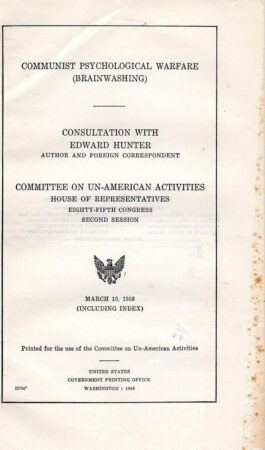 COMMUNIST PSYCHOLOGICAL WARFARE
(BRAINWASHING)
CONSULTATION WITH
EDWARD HUNTER
AUTHOR AND FOREIGN CORRESPONDENT
COMMITTEE ON UN-AMERICAN ACTIVITIES
HOUSE OF REPRESENTATIVES
EIGHTY-FIFTH CONGRESS
SECOND SESSION
MARCH 13, 1958
(INCLUDING INDEX)
Printed for the use of the Committee on Un-American Activities
UNITED STATES
GOVERNMENT PRINTING OFFICE
WASHINGTON : 1958